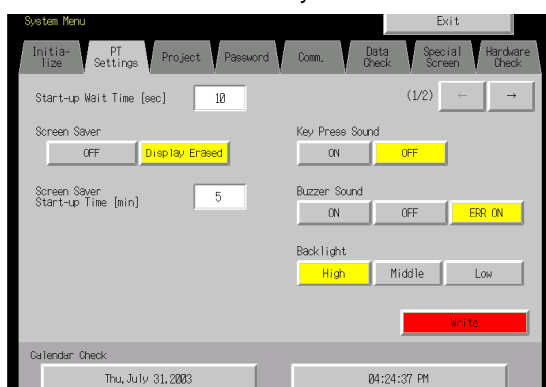 System Menu
Exit
Initia-
lize
PT
Settings
Project
Password
Comm.
Data
Check
Special
Screen
Hardware
Check
Start-up Wait Time [sec]
10
(1/2)
←
→
Screen Saver
OFF
Display Erased
Key Press Sound
ON
OFF
Screen Saver
Start-up Time [min]
5
Buzzer Sound
ON
OFF
ERR ON
Backlight
High
Middle
Low
Write
Calendar Check
Thu,July 31,2003
04:24:37 PM